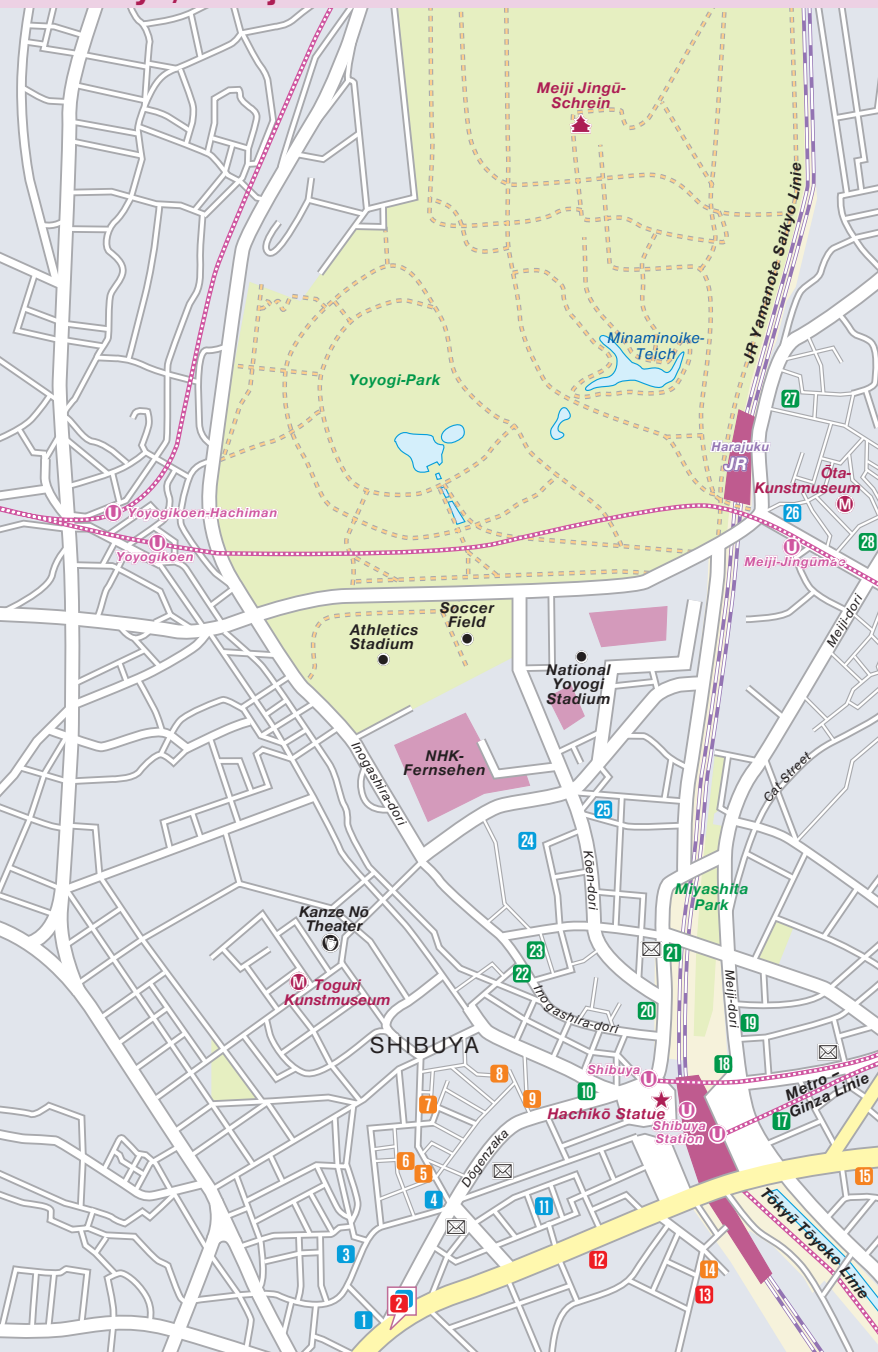 Meiji Jingū-
Schrein
JR Yamanote Saikyo Linie
Minaminoike-
Teich
Yoyogi-Park
27
Harajuku
JR
Ōta-
Kunstmuseum
M
26
U Yoyogikoen-Hachiman
U
Yoyogikoen
28
U
Meiji-Jingūmae
Meiji-dori
Soccer
Field
Athletics
Stadium
National
Yoyogi
Stadium
NHK-
Fernsehen
Inogashira-dori
Cat-Street
25
24
Kōen-dori
Miyashita
Park
Kanze Nō
Theater
23
21
22
M Toguri
Kunstmuseum
Inogashira-dori
Meiji-dori
20
19
SHIBUYA
18
8
Shibuya
U
10
9
7
Hachikō Statue
U
Shibuya
Station
U
Metro –
Ginza Linie
17
Dōgenzaka
6
5
15
4
11
Tōkyū Tōyoko Linie
3
12
14
13
2
1